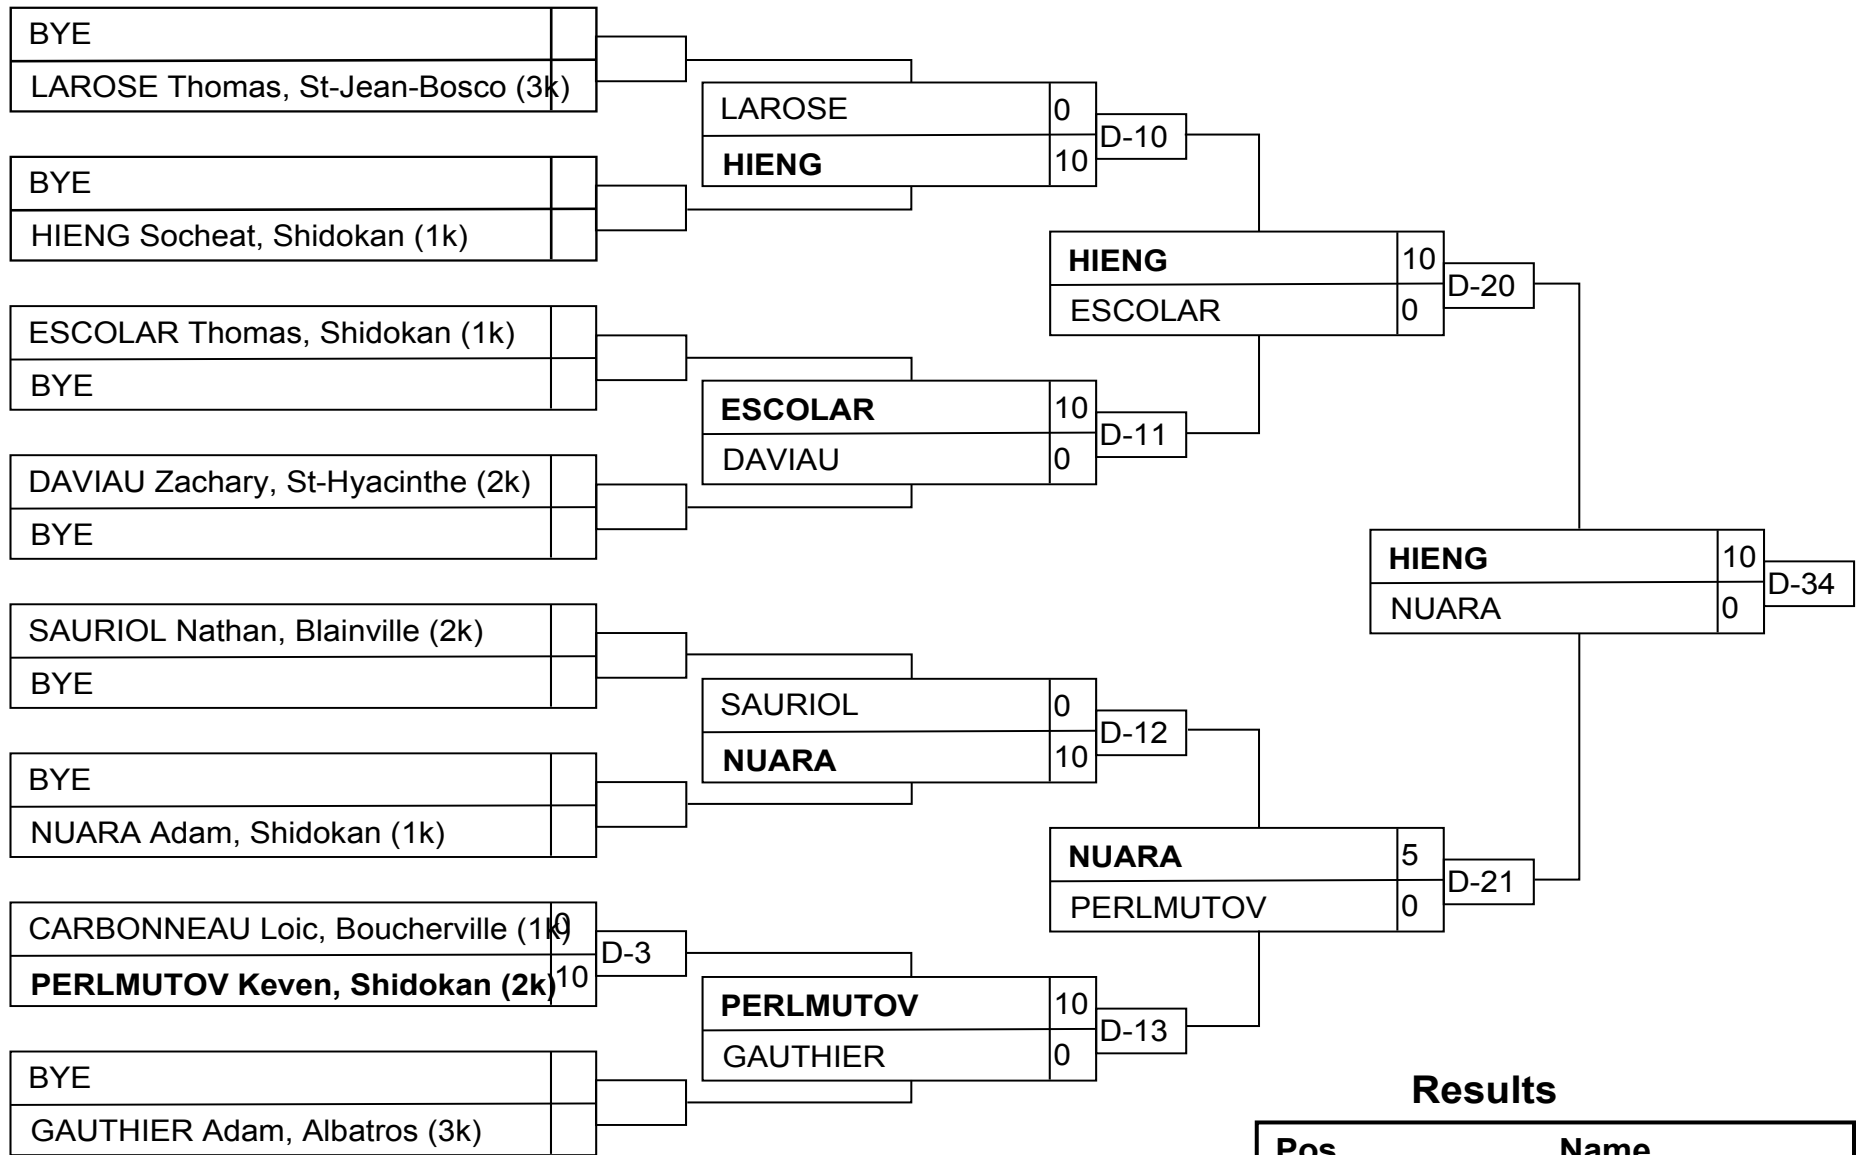 BYE
LAROSE Thomas, St-Jean-Bosco (3k)
BYE
HIENG Socheat, Shidokan (1k)
ESCOLAR Thomas, Shidokan (1k)
BYE
DAVIAU Zachary, St-Hyacinthe (2k)
BYE
SAURIOL Nathan, Blainville (2k)
BYE
BYE
NUARA Adam, Shidokan (1k)
CARBONNEAU Loic, Boucherville (1k) 0
PERLMUTOV Keven, Shidokan (2k) 10
D-3
BYE
GAUTHIER Adam, Albatros (3k)
LAROSE 0
HIENG 10
D-10
ESCOLAR 10
DAVIAU 0
D-11
SAURIOL 0
NUARA 10
D-12
PERLMUTOV 10
GAUTHIER 0
D-13
HIENG 10
ESCOLAR 0
D-20
NUARA 5
PERLMUTOV 0
D-21
HIENG 10
NUARA 0
D-34
Results
Pos Name